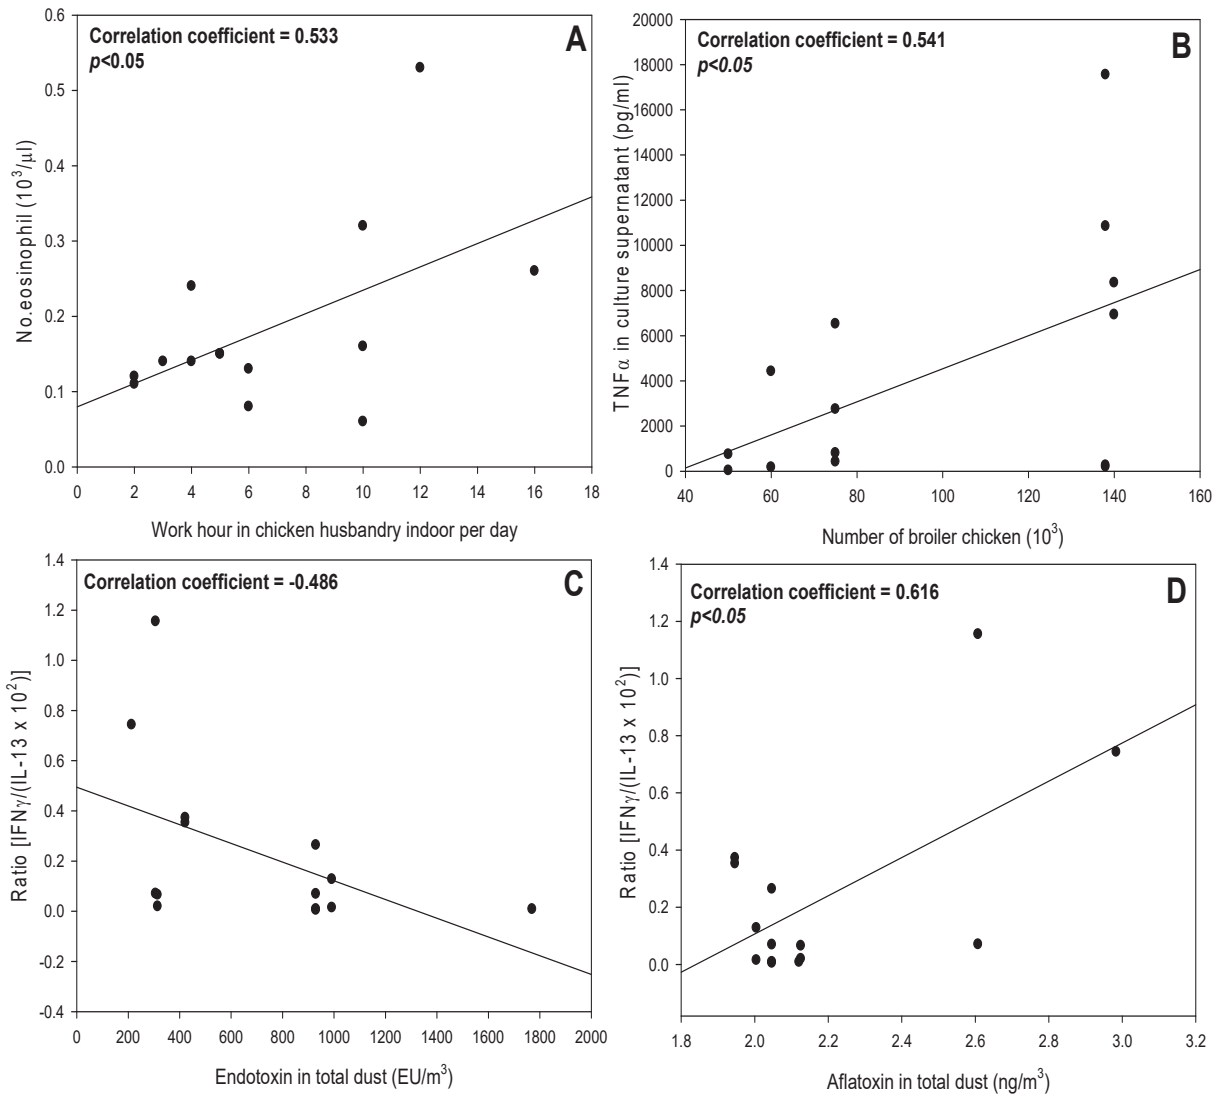 Correlation coefficient = 0.533
p<0.05
A
0.6
0.5
0.4
0.3
0.2
0.1
0.0
No.eosinophil (10³/μl)
0 2 4 6 8 10 12 14 16 18
Work hour in chicken husbandry indoor per day
Correlation coefficient = 0.541
p<0.05
B
20000
18000
16000
14000
12000
10000
8000
6000
4000
2000
0
TNFα in culture supernatant (pg/ml)
40 60 80 100 120 140 160
Number of broiler chicken (10³)
Correlation coefficient = -0.486
C
1.4
1.2
1.0
0.8
0.6
0.4
0.2
0.0
-0.2
-0.4
Ratio [IFNγ/(IL-13 x 10²)]
0 200 400 600 800 1000 1200 1400 1600 1800 2000
Endotoxin in total dust (EU/m³)
Correlation coefficient = 0.616
p<0.05
D
1.4
1.2
1.0
0.8
0.6
0.4
0.2
0.0
Ratio [IFNγ/(IL-13 x 10²)]
1.8 2.0 2.2 2.4 2.6 2.8 3.0 3.2
Aflatoxin in total dust (ng/m³)